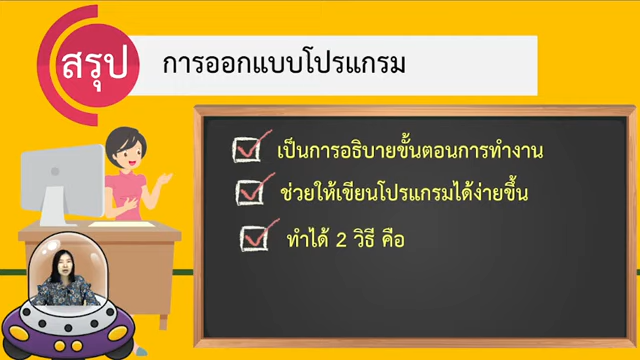 สรุป
การออกแบบโปรแกรม
เป็นการอธิบายขั้นตอนการทำงาน
ช่วยให้เขียนโปรแกรมได้ง่ายขึ้น
ทำได้ 2 วิธี คือ